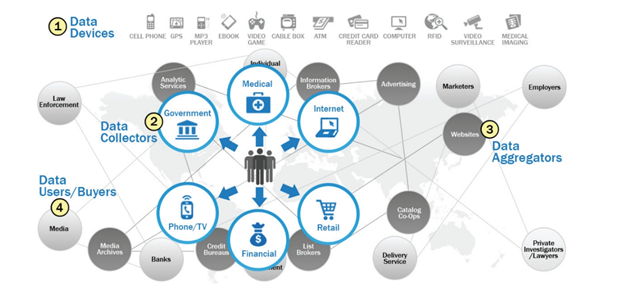 1 Data
Devices
CELL PHONE GPS MP3 PLAYER EBOOK VIDEO GAME CABLE BOX ATM CREDIT CARD READER COMPUTER RFID VIDEO SURVEILLANCE MEDICAL IMAGING
Individual
Analytic
Services
Medical
Information
Brokers
Advertising
Marketers
Employers
Law
Enforcement
Government
Internet
2
Data
Collectors
Websites
3
Data
Aggregators
Data
Users/Buyers
4
Media
Phone/TV
Retail
Catalog
Co-Ops
Media
Archives
Banks
Credit
Bureaus
Financial
List
Brokers
Delivery
Service
Private
Investigators
/Lawyers